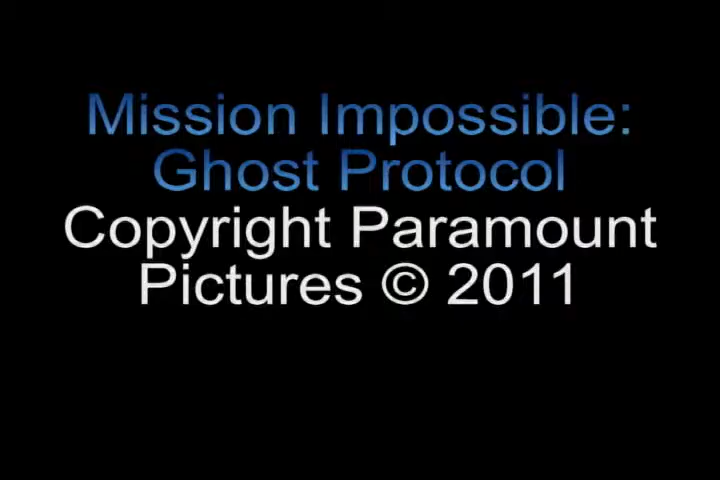 Mission Impossible:
Ghost Protocol
Copyright Paramount
Pictures © 2011